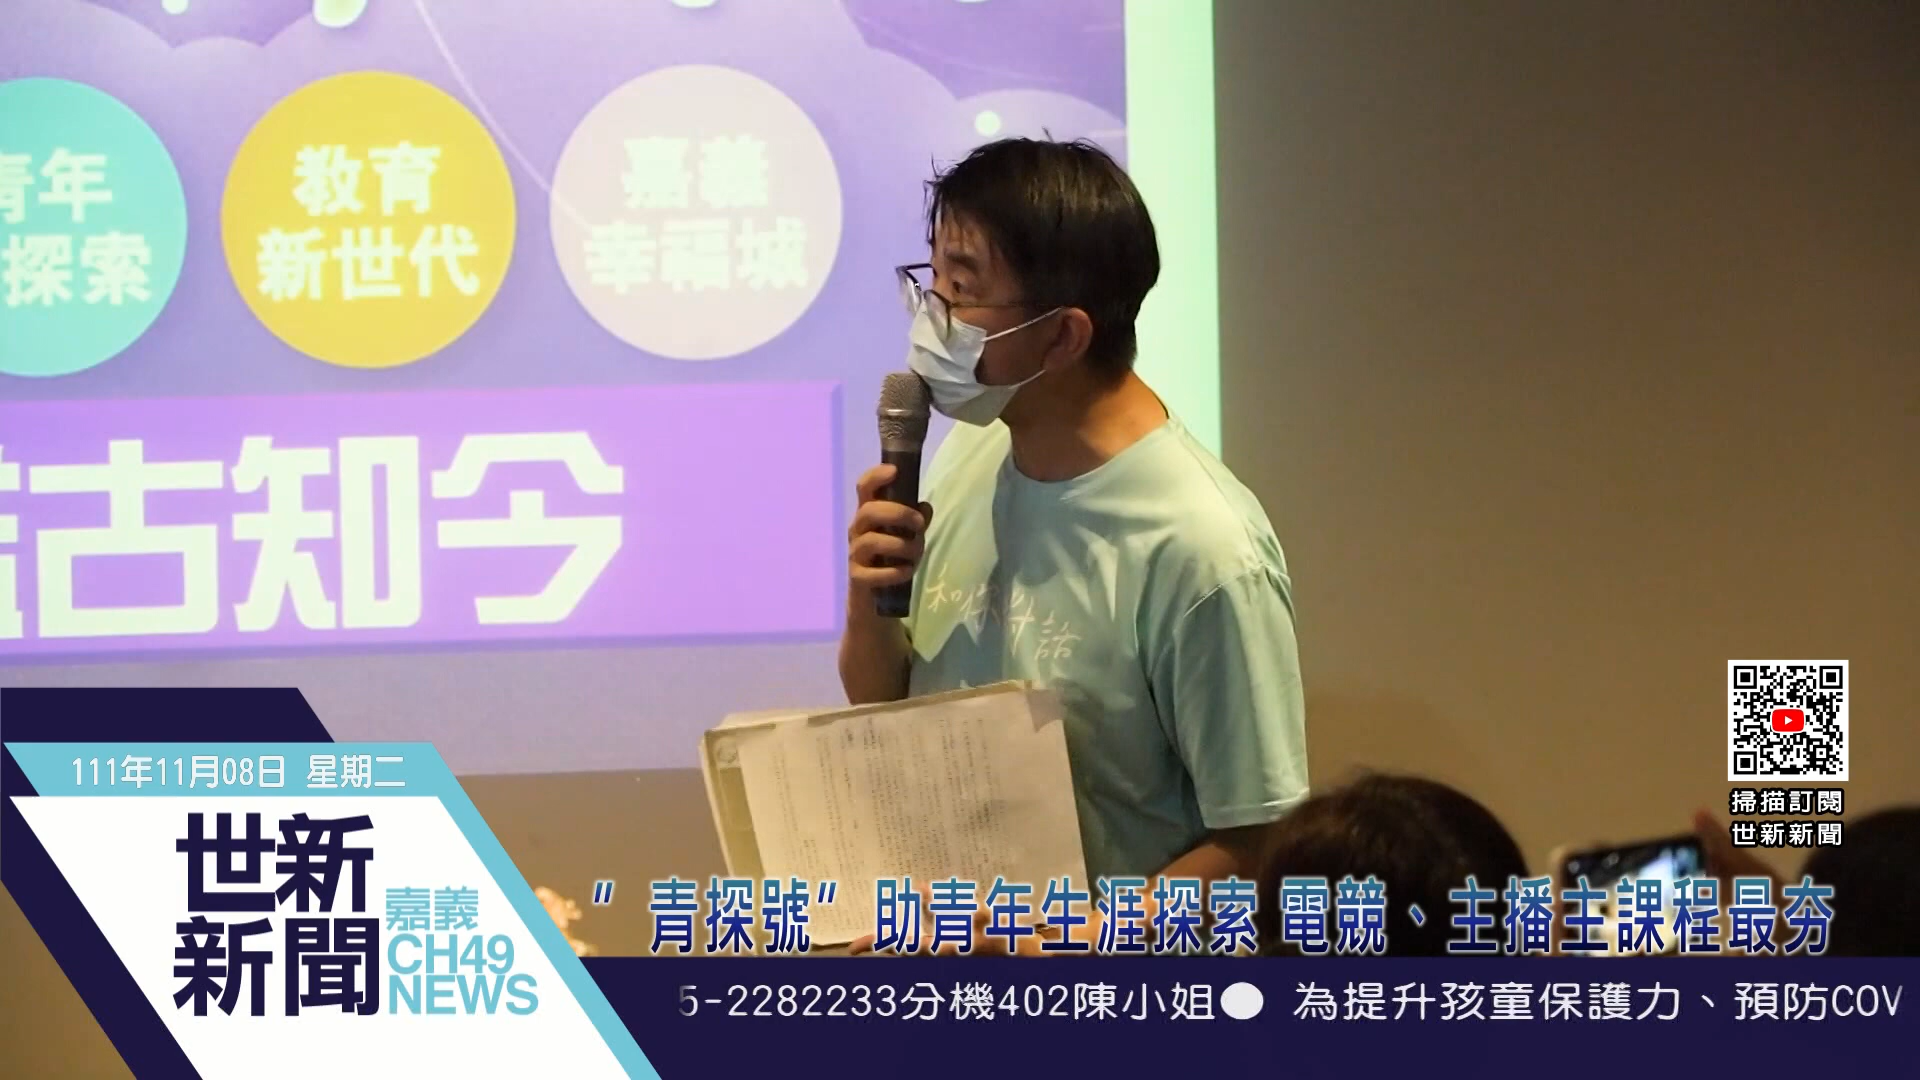 青年
探索
教育
新世代
嘉義
幸福城
古知今
和你對話
111年11月08日 星期二
世新
新聞
嘉義
CH49
NEWS
掃描訂閱
世新新聞
"青探號"助青年生涯探索 電競、主播主課程最夯
5-2282233分機402陳小姐● 為提升孩童保護力、預防COV